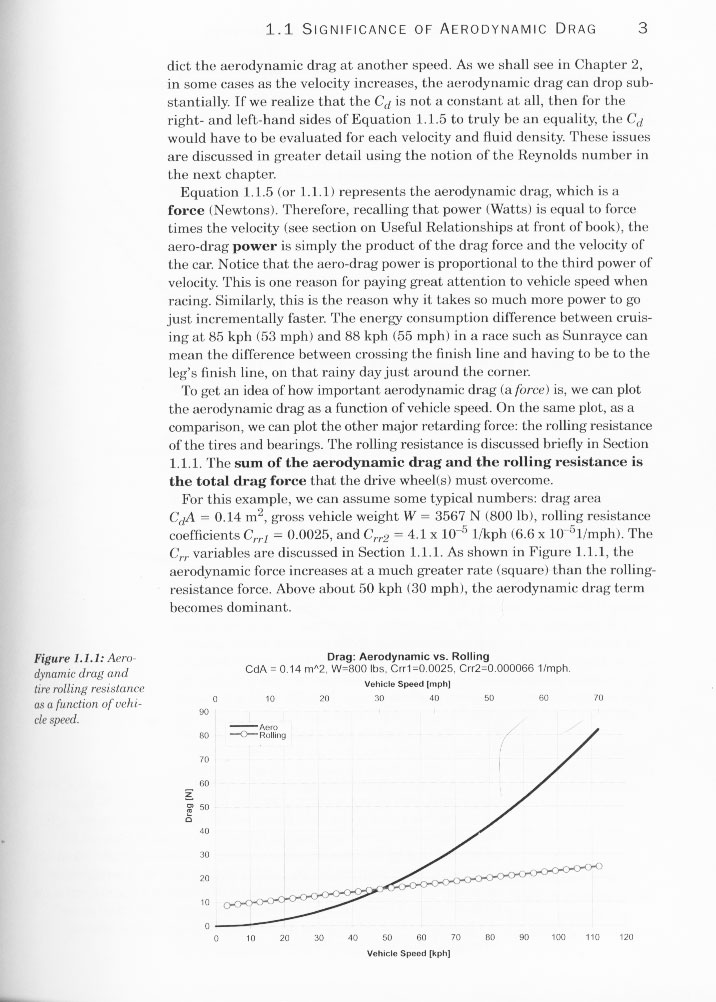 1.1 SIGNIFICANCE OF AERODYNAMIC DRAG 3
dict the aerodynamic drag at another speed. As we shall see in Chapter 2,
in some cases as the velocity increases, the aerodynamic drag can drop sub-
stantially. If we realize that the Cd is not a constant at all, then for the
right- and left-hand sides of Equation 1.1.5 to truly be an equality, the Cd
would have to be evaluated for each velocity and fluid density. These issues
are discussed in greater detail using the notion of the Reynolds number in
the next chapter.
Equation 1.1.5 (or 1.1.1) represents the aerodynamic drag, which is a
force (Newtons). Therefore, recalling that power (Watts) is equal to force
times the velocity (see section on Useful Relationships at front of book), the
aero-drag power is simply the product of the drag force and the velocity of
the car. Notice that the aero-drag power is proportional to the third power of
velocity. This is one reason for paying great attention to vehicle speed when
racing. Similarly, this is the reason why it takes so much more power to go
just incrementally faster. The energy consumption difference between cruis-
ing at 85 kph (53 mph) and 88 kph (55 mph) in a race such as Sunrayce can
mean the difference between crossing the finish line and having to be to the
leg's finish line, on that rainy day just around the corner.
To get an idea of how important aerodynamic drag (a force) is, we can plot
the aerodynamic drag as a function of vehicle speed. On the same plot, as a
comparison, we can plot the other major retarding force: the rolling resistance
of the tires and bearings. The rolling resistance is discussed briefly in Section
1.1.1. The sum of the aerodynamic drag and the rolling resistance is
the total drag force that the drive wheel(s) must overcome.
For this example, we can assume some typical numbers: drag area
CdA = 0.14 m², gross vehicle weight W = 3567 N (800 lb), rolling resistance
coefficients Crr1 = 0.0025, and Crr2 = 4.1 x 10⁻⁵ 1/kph (6.6 x 10⁻⁵1/mph). The
Crr variables are discussed in Section 1.1.1. As shown in Figure 1.1.1, the
aerodynamic force increases at a much greater rate (square) than the rolling-
resistance force. Above about 50 kph (30 mph), the aerodynamic drag term
becomes dominant.
Figure 1.1.1: Aero-
dynamic drag and
tire rolling resistance
as a function of vehi-
cle speed.
Drag: Aerodynamic vs. Rolling
CdA = 0.14 m^2, W=800 lbs, Crr1=0.0025, Crr2=0.000066 1/mph.
Vehicle Speed [mph]
0 10 20 30 40 50 60 70
90
80
70
60
50
40
30
20
10
0
Drag [N]
Aero
Rolling
0 10 20 30 40 50 60 70 80 90 100 110 120
Vehicle Speed [kph]